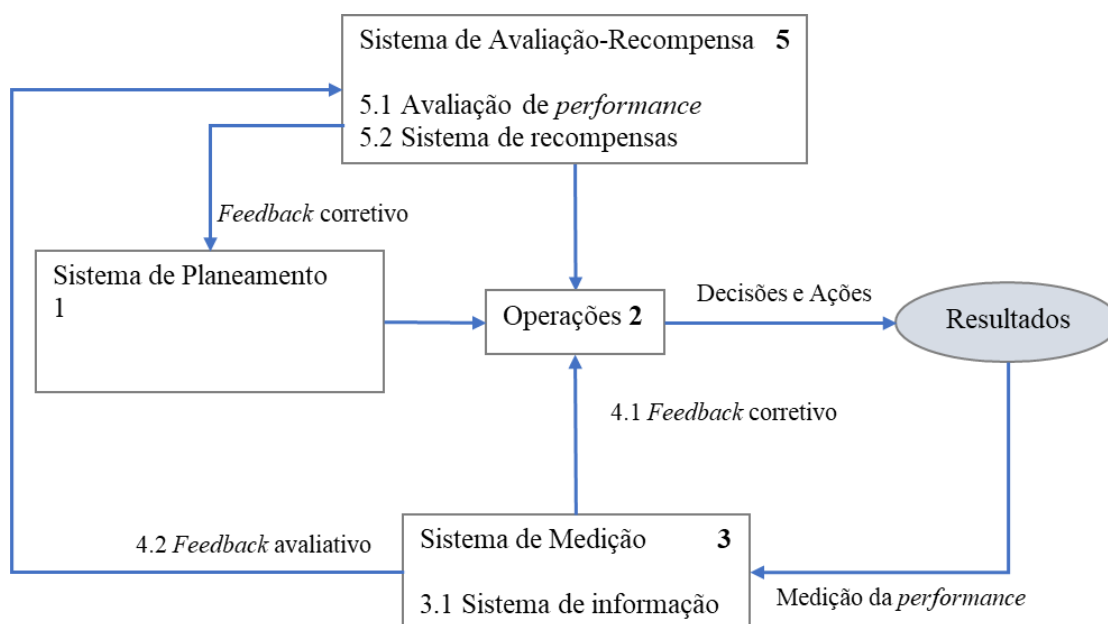 Sistema de Avaliação-Recompensa 5
5.1 Avaliação de performance
5.2 Sistema de recompensas
Feedback corretivo
Sistema de Planeamento
1
Operações 2
Decisões e Ações
Resultados
4.1 Feedback corretivo
4.2 Feedback avaliativo
Sistema de Medição 3
3.1 Sistema de informação
Medição da performance